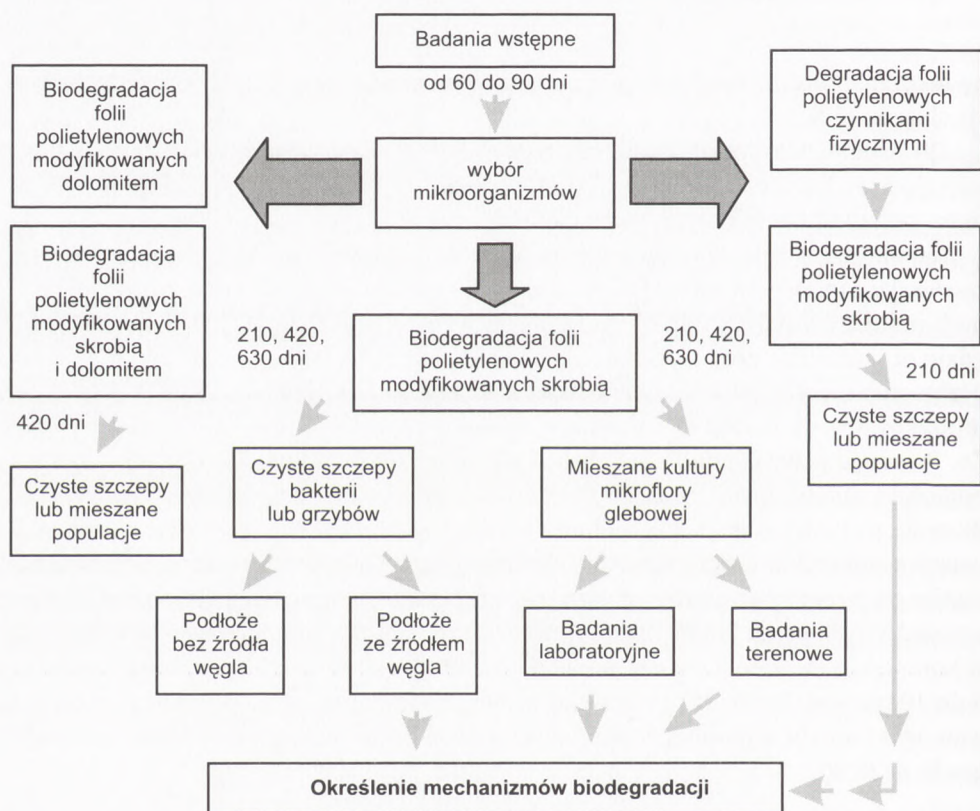 Badania wstępne
od 60 do 90 dni
wybór
mikroorganizmów
Biodegradacja
folii
polietylenowych
modyfikowanych
dolomitem
Biodegradacja
folii
polietylenowych
modyfikowanych
skrobią
i dolomitem
420 dni
Czyste szczepy
lub mieszane
populacje
210, 420,
630 dni
Biodegradacja folii
polietylenowych
modyfikowanych skrobią
210, 420,
630 dni
Czyste szczepy
bakterii
lub grzybów
Mieszane kultury
mikroflory
glebowej
Podłoże
bez źródła
węgla
Podłoże
ze źródłem
węgla
Badania
laboratoryjne
Badania
terenowe
Degradacja folii
polietylenowych
czynnikami
fizycznymi
Biodegradacja folii
polietylenowych
modyfikowanych
skrobią
210 dni
Czyste szczepy
lub mieszane
populacje
Określenie mechanizmów biodegradacji